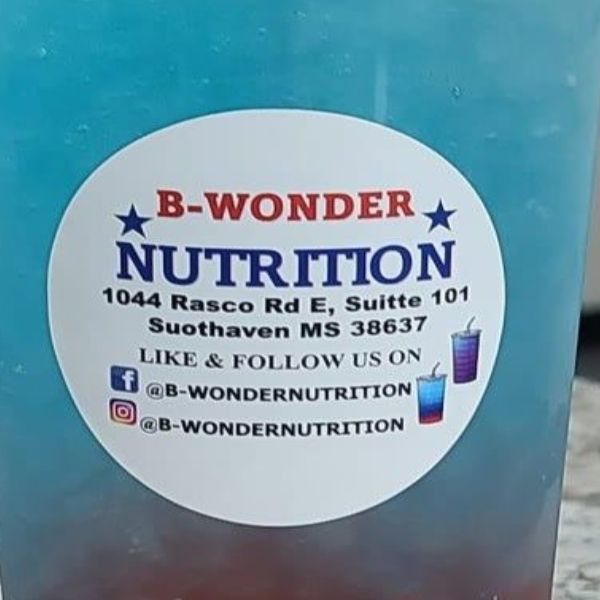 B-WONDER
NUTRITION
1044 Rasco Rd E, Suitte 101
Suothaven MS 38637
LIKE & FOLLOW US ON
@B-WONDERNUTRITION
@B-WONDERNUTRITION